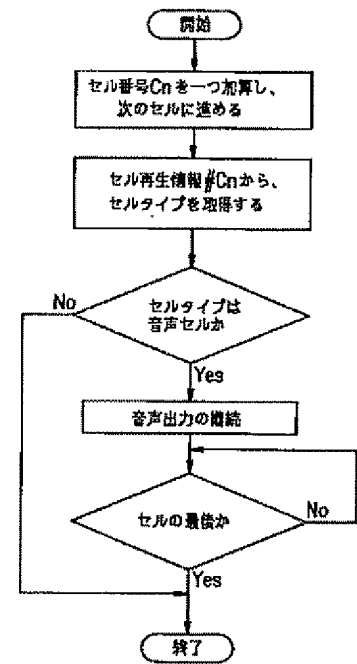 開始
セル番号Cnを一つ加算し、
次のセルに進める
セル再生情報#Cnから、
セルタイプを取得する
セルタイプは
音声セルか
No
Yes
音声出力の継続
セルの最後か
No
Yes
終了